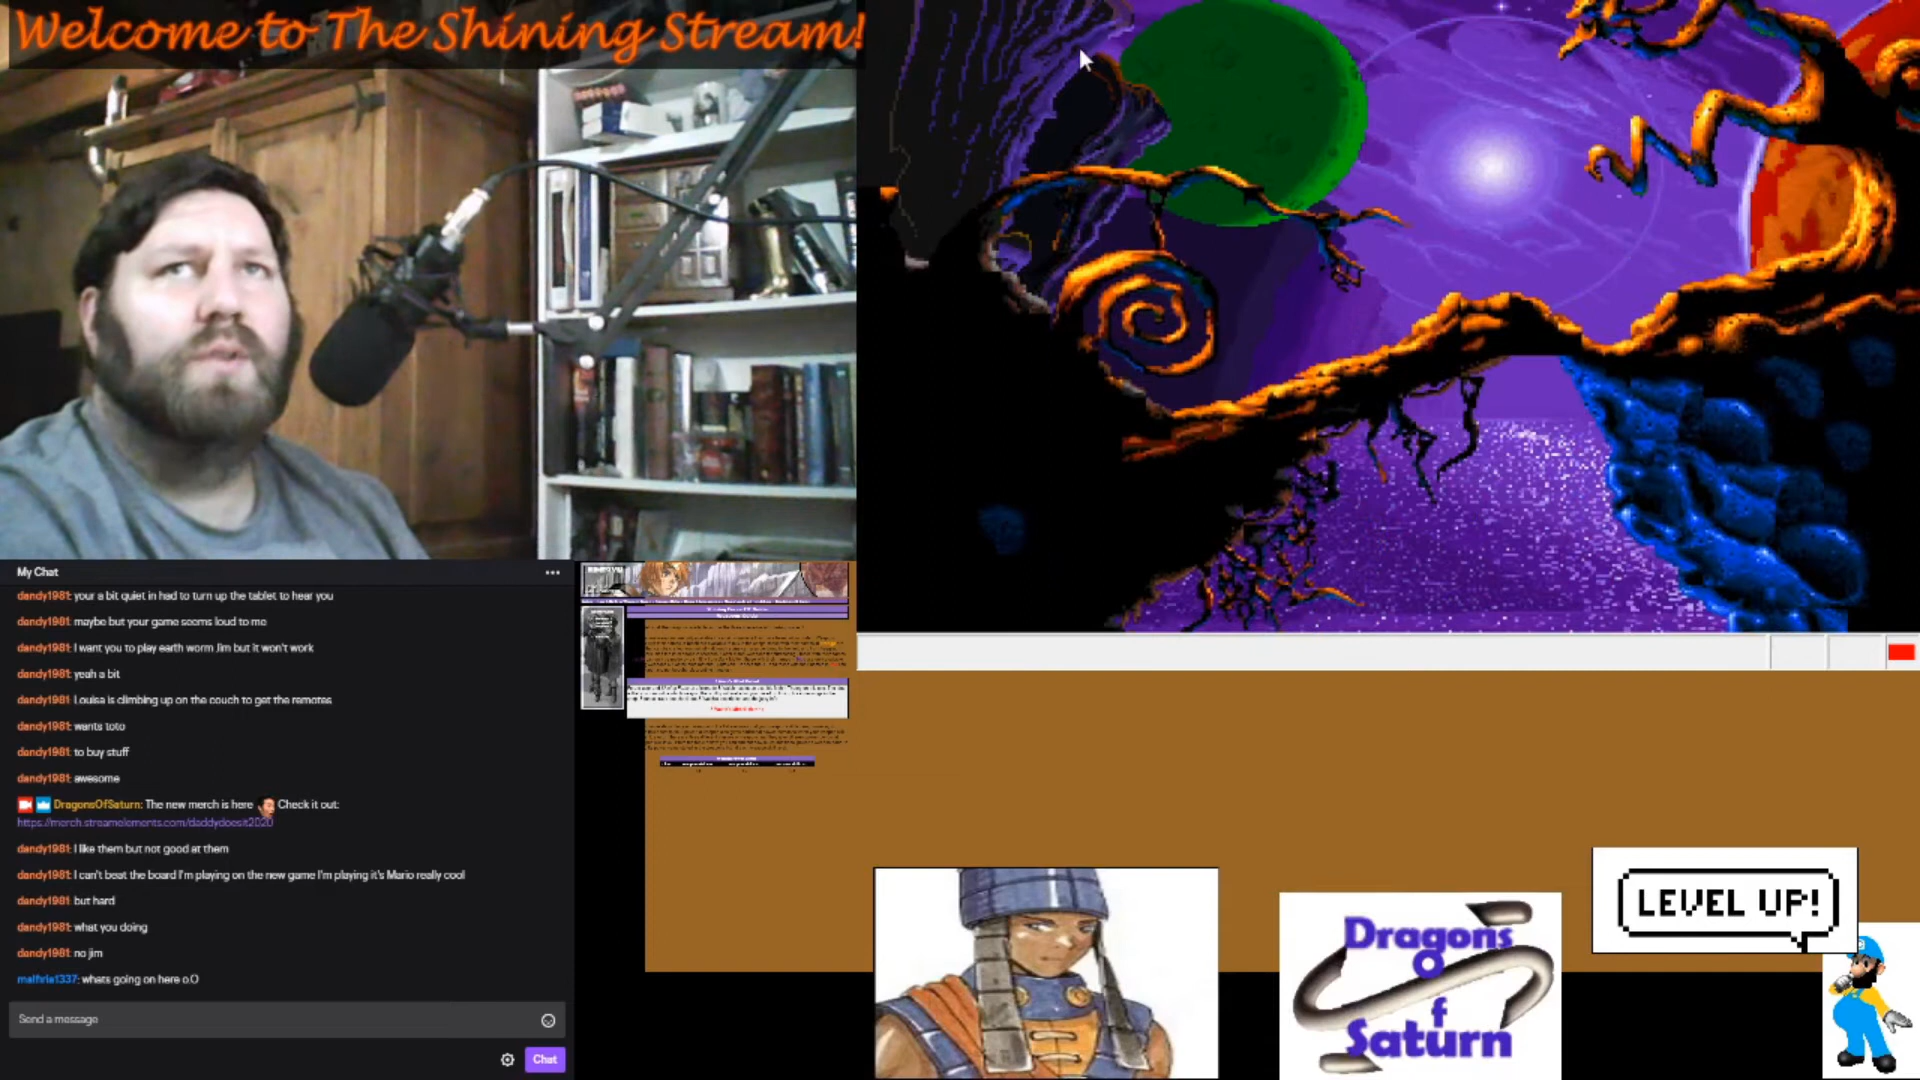 Welcome to The Shining Stream!
My Chat
dandy1981: your a bit quiet in had to turn up the tablet to hear you
dandy1981: maybe but your game seems loud to me
dandy1981: I want you to play earth worm Jim but it won't work
dandy1981: yeah a bit
dandy1981: Louisa is climbing up on the couch to get the remotes
dandy1981: wants toto
dandy1981: to buy stuff
dandy1981: awesome
DragonsOfSaturn: The new merch is here Check it out:
https://merch.streamelements.com/daddydoesit2020
dandy1981: I like them but not good at them
dandy1981: I can't beat the board I'm playing on the new game I'm playing it's Mario really cool
dandy1981: but hard
dandy1981: what you doing
dandy1981: no jim
malfria1337: whats going on here o.O
Send a message
Chat
Dragons
O
f
Saturn
LEVEL UP!